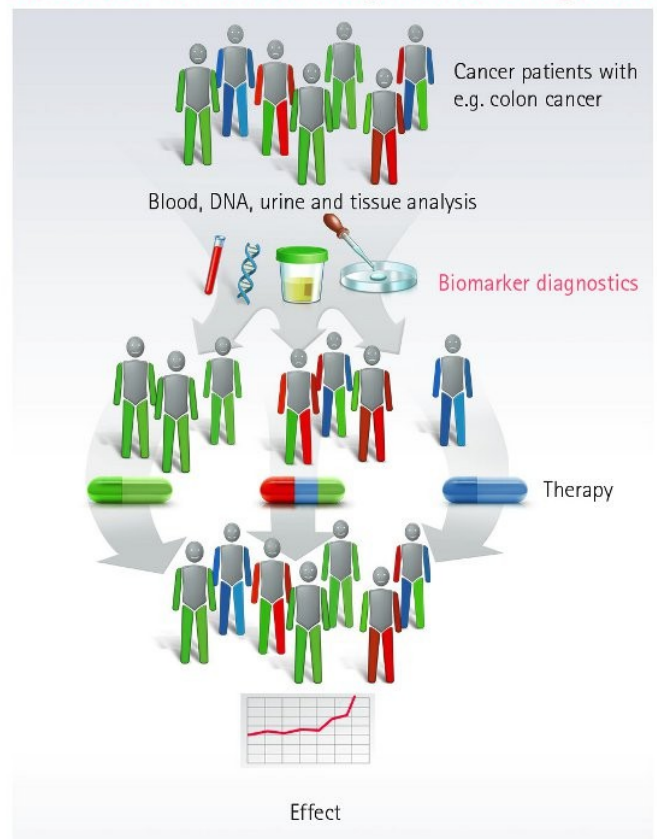 Cancer patients with
e.g. colon cancer
Blood, DNA, urine and tissue analysis
Biomarker diagnostics
Therapy
Effect